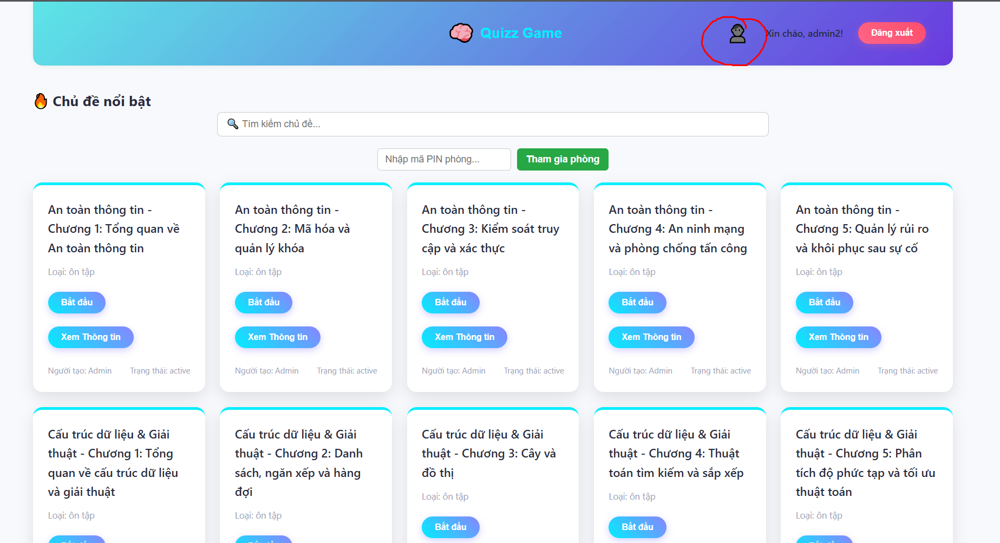 Quizz Game
Xin chào, admin2!
Đăng xuất
Chủ đề nổi bật
Tìm kiếm chủ đề...
Nhập mã PIN phòng...
Tham gia phòng
An toàn thông tin -
Chương 1: Tổng quan về
An toàn thông tin
Loại: ôn tập
Bắt đầu
Xem Thông tin
Người tạo: Admin
Trạng thái: active
An toàn thông tin -
Chương 2: Mã hóa và
quản lý khóa
Loại: ôn tập
Bắt đầu
Xem Thông tin
Người tạo: Admin
Trạng thái: active
An toàn thông tin -
Chương 3: Kiểm soát truy
cập và xác thực
Loại: ôn tập
Bắt đầu
Xem Thông tin
Người tạo: Admin
Trạng thái: active
An toàn thông tin -
Chương 4: An ninh mạng
và phòng chống tấn công
Loại: ôn tập
Bắt đầu
Xem Thông tin
Người tạo: Admin
Trạng thái: active
An toàn thông tin -
Chương 5: Quản lý rủi ro
và khôi phục sau sự cố
Loại: ôn tập
Bắt đầu
Xem Thông tin
Người tạo: Admin
Trạng thái: active
Cấu trúc dữ liệu & Giải
thuật - Chương 1: Tổng
quan về cấu trúc dữ liệu
và giải thuật
Loại: ôn tập
Cấu trúc dữ liệu & Giải
thuật - Chương 2: Danh
sách, ngăn xếp và hàng
đợi
Loại: ôn tập
Cấu trúc dữ liệu & Giải
thuật - Chương 3: Cây và
đồ thị
Loại: ôn tập
Bắt đầu
Cấu trúc dữ liệu & Giải
thuật - Chương 4: Thuật
toán tìm kiếm và sắp xếp
Loại: ôn tập
Bắt đầu
Cấu trúc dữ liệu & Giải
thuật - Chương 5: Phân
tích độ phức tạp và tối ưu
thuật toán
Loại: ôn tập